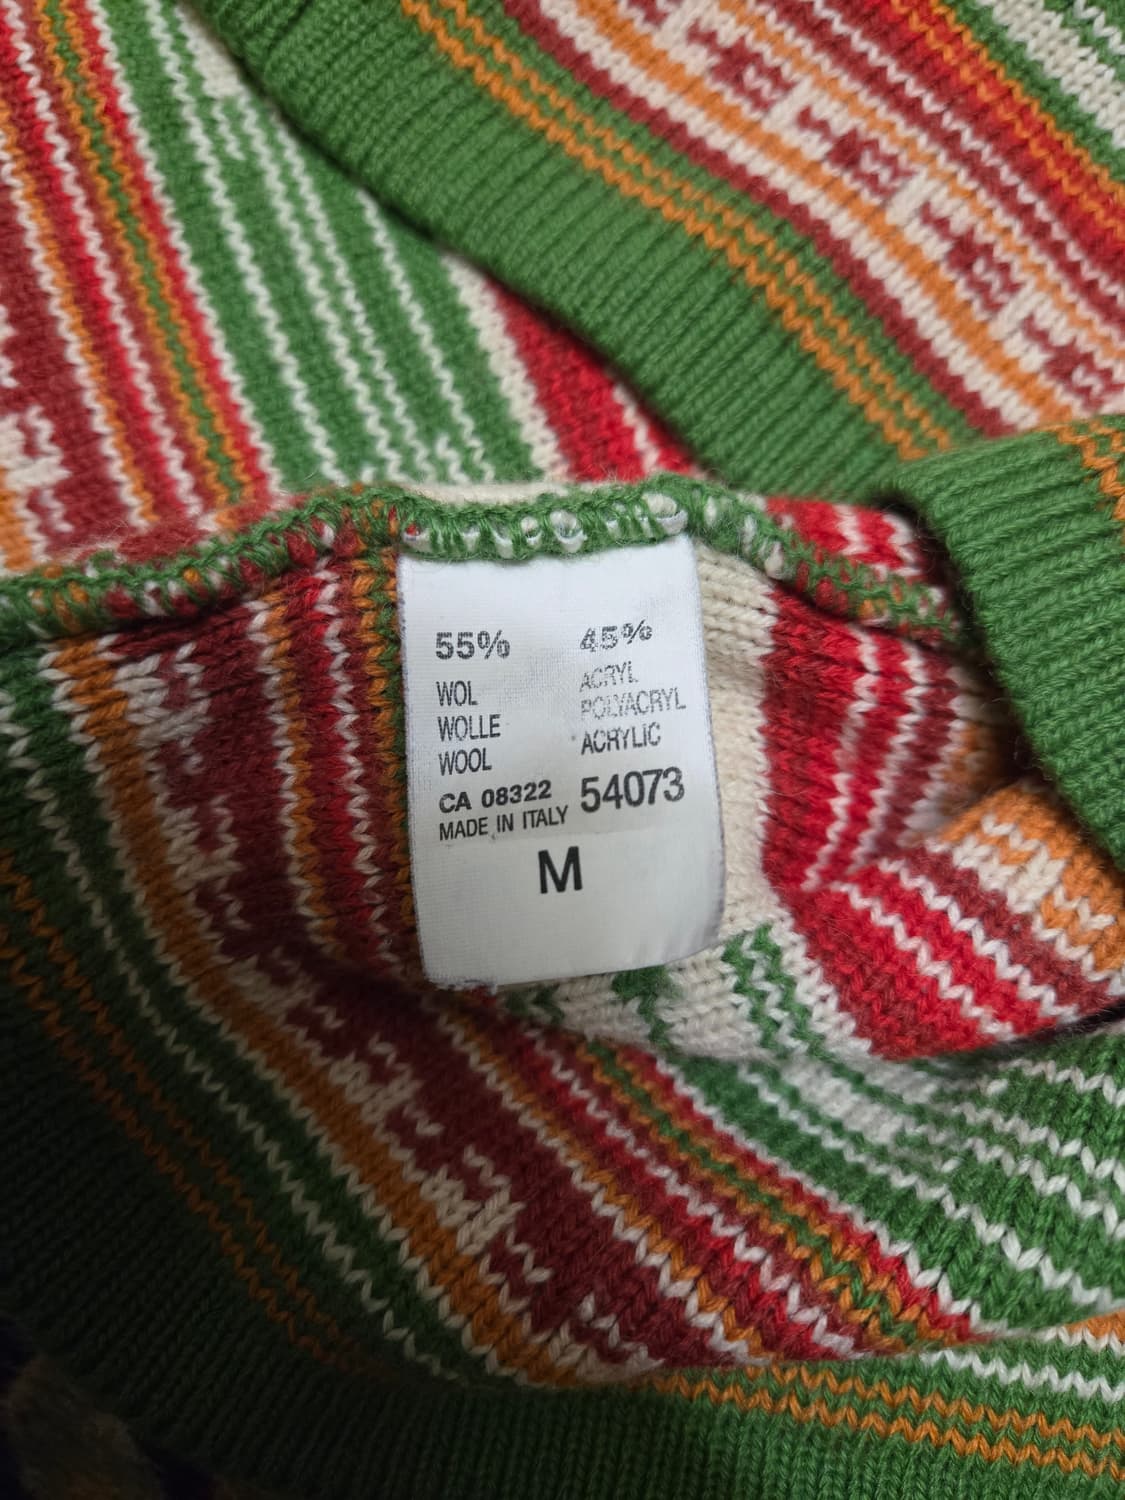 55% 45%
WOL ACRYL
WOLLE POLYACRYL
WOOL ACRYLIC
CA 08322 54073
MADE IN ITALY
M